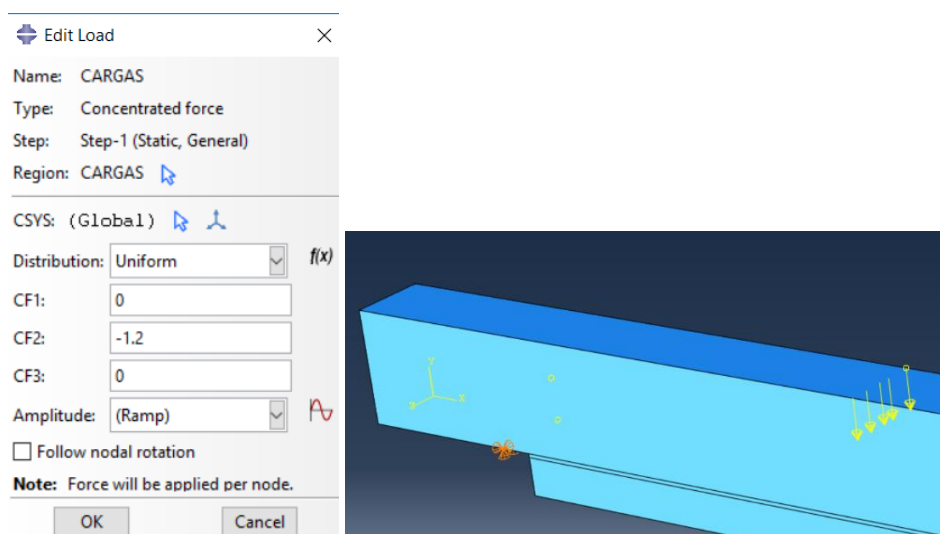 Edit Load
Name: CARGAS
Type: Concentrated force
Step: Step-1 (Static, General)
Region: CARGAS
CSYS: (Global)
Distribution: Uniform f(x)
CF1: 0
CF2: -1.2
CF3: 0
Amplitude: (Ramp)
Follow nodal rotation
Note: Force will be applied per node.
OK Cancel
Y
X